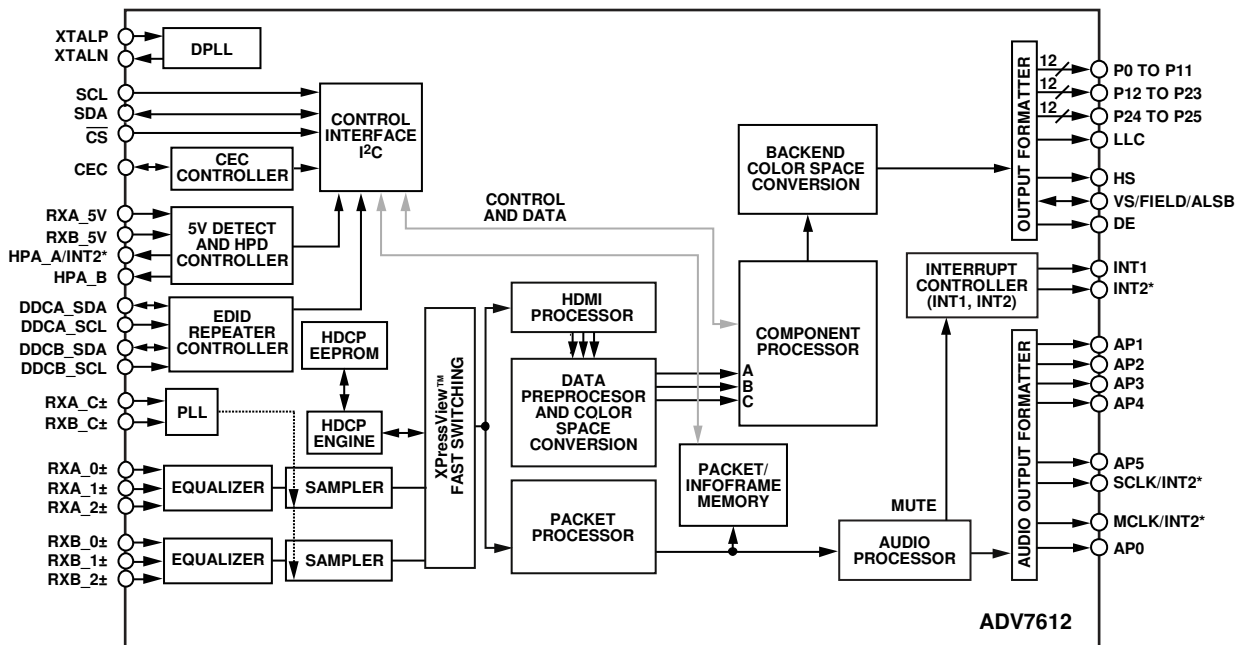 XTALP
XTALN
DPLL
SCL
SDA
CS
CEC
CEC
CONTROLLER
CONTROL
INTERFACE
I2C
RXA_5V
RXB_5V
HPA_A/INT2*
HPA_B
5V DETECT
AND HPD
CONTROLLER
DDCA_SDA
DDCA_SCL
DDCB_SDA
DDCB_SCL
EDID
REPEATER
CONTROLLER
HDCP
EEPROM
HDCP
ENGINE
RXA_C±
RXB_C±
PLL
RXA_0±
RXA_1±
RXA_2±
EQUALIZER
SAMPLER
RXB_0±
RXB_1±
RXB_2±
EQUALIZER
SAMPLER
XPressView™
FAST SWITCHING
CONTROL
AND DATA
HDMI
PROCESSOR
DATA
PREPROCESOR
AND COLOR
SPACE
CONVERSION
PACKET
PROCESSOR
A
B
C
COMPONENT
PROCESSOR
BACKEND
COLOR SPACE
CONVERSION
PACKET/
INFOFRAME
MEMORY
MUTE
AUDIO
PROCESSOR
INTERRUPT
CONTROLLER
(INT1, INT2)
OUTPUT FORMATTER
12
P0 TO P11
12
P12 TO P23
12
P24 TO P25
LLC
HS
VS/FIELD/ALSB
DE
INT1
INT2*
AUDIO OUTPUT FORMATTER
AP1
AP2
AP3
AP4
AP5
SCLK/INT2*
MCLK/INT2*
AP0
ADV7612